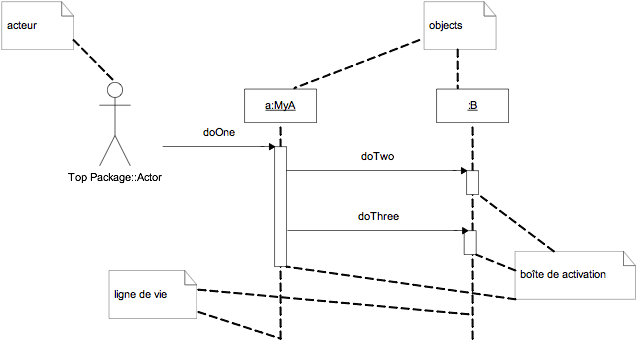 acteur
objects
a:MyA
:B
doOne
doTwo
Top Package::Actor
doThree
boîte de activation
ligne de vie